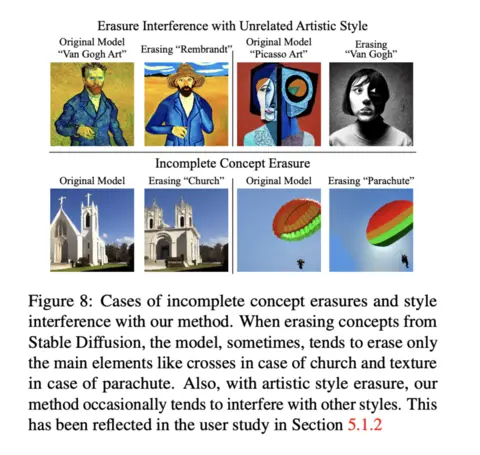 Erasure Interference with Unrelated Artistic Style
Original Model
“Van Gogh Art”
Erasing “Rembrandt”
Original Model
“Picasso Art”
Erasing
“Van Gogh”
Incomplete Concept Erasure
Original Model
Erasing “Church”
Original Model
Erasing “Parachute”
Figure 8: Cases of incomplete concept erasures and style
interference with our method. When erasing concepts from
Stable Diffusion, the model, sometimes, tends to erase only
the main elements like crosses in case of church and texture
in case of parachute. Also, with artistic style erasure, our
method occasionally tends to interfere with other styles. This
has been reflected in the user study in Section 5.1.2